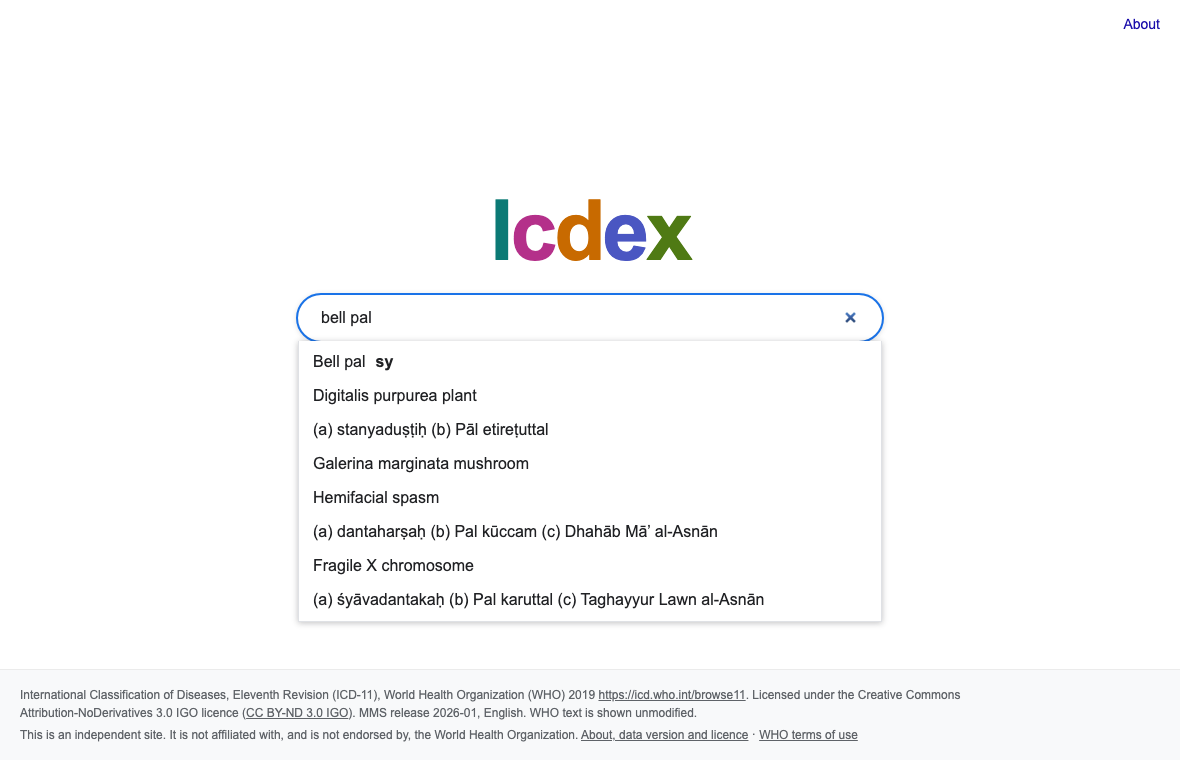 About
Icdex
bell pal ×
Bell pal sy
Digitalis purpurea plant
(a) stanyaduṣṭiḥ (b) Pāl etireṭuttal
Galerina marginata mushroom
Hemifacial spasm
(a) dantaharṣaḥ (b) Pal kūccam (c) Dhahāb Mā’ al-Asnān
Fragile X chromosome
(a) śyāvadantakaḥ (b) Pal karuttal (c) Taghayyur Lawn al-Asnān
International Classification of Diseases, Eleventh Revision (ICD-11), World Health Organization (WHO) 2019 https://icd.who.int/browse11. Licensed under the Creative Commons
Attribution-NoDerivatives 3.0 IGO licence (CC BY-ND 3.0 IGO). MMS release 2026-01, English. WHO text is shown unmodified.
This is an independent site. It is not affiliated with, and is not endorsed by, the World Health Organization. About, data version and licence · WHO terms of use